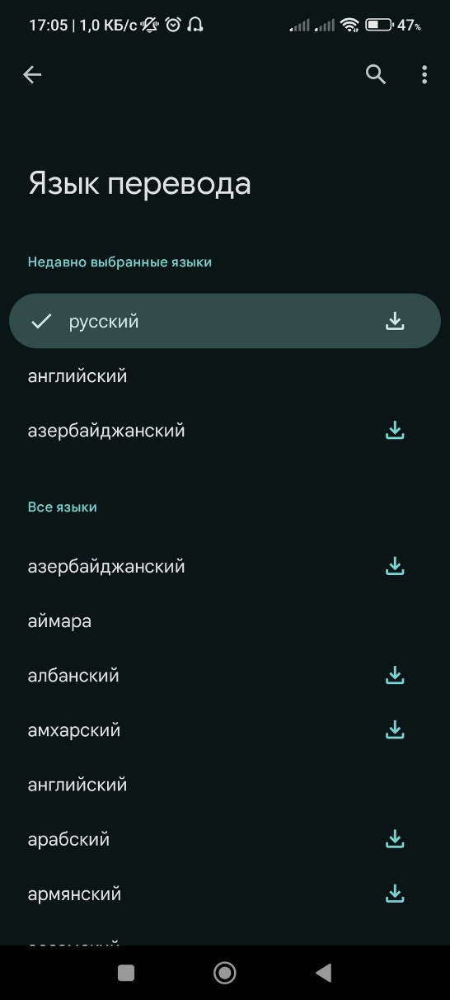 17:05 | 1,0 КБ/с
47%
Язык перевода
Недавно выбранные языки
русский
английский
азербайджанский
Все языки
азербайджанский
аймара
албанский
амхарский
английский
арабский
армянский